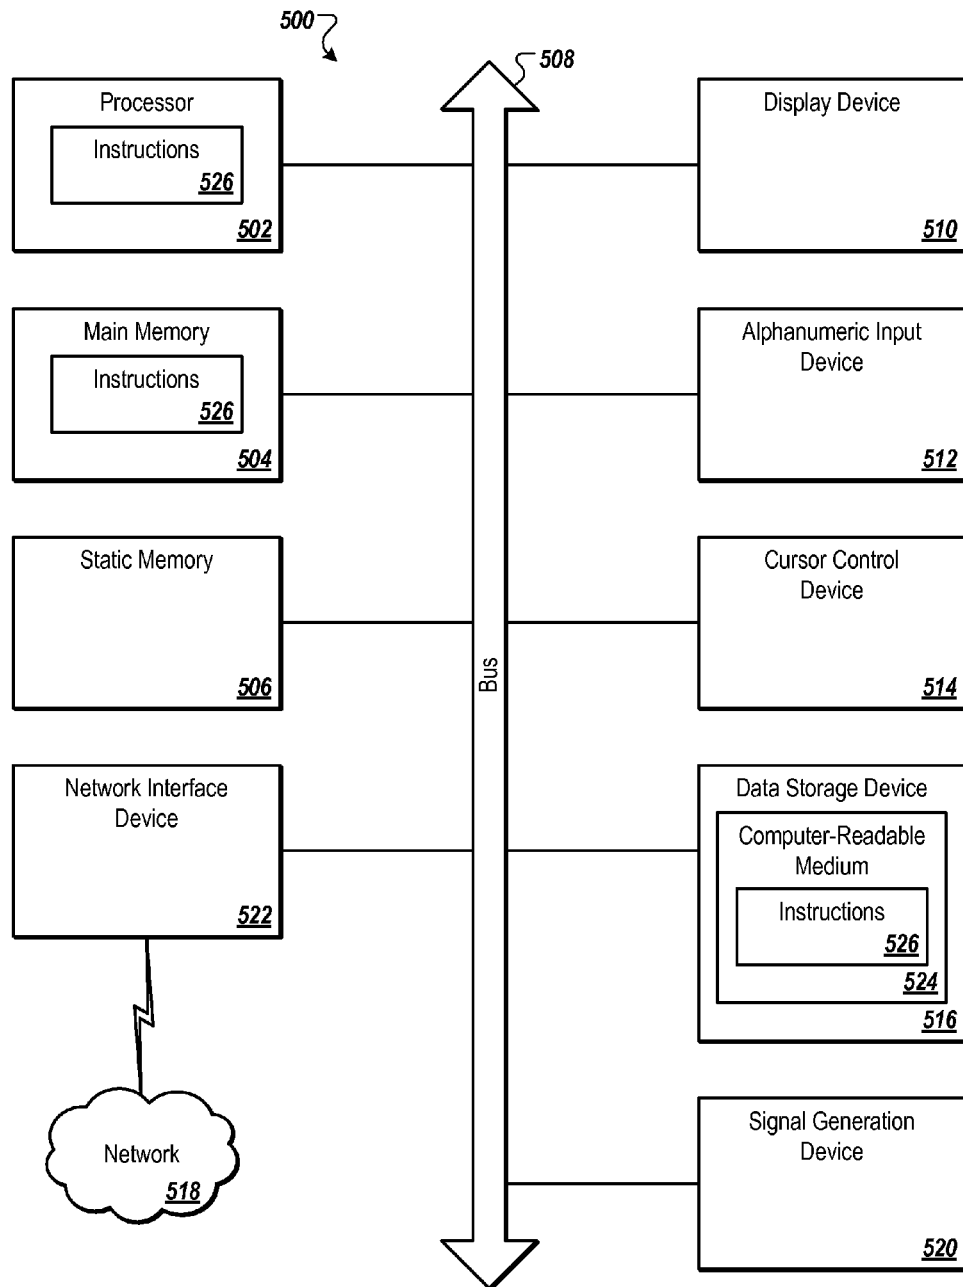 500
508
Processor
Instructions
526
502
Display Device
510
Main Memory
Instructions
526
504
Alphanumeric Input
Device
512
Static Memory
506
Cursor Control
Device
514
Bus
Network Interface
Device
522
Data Storage Device
Computer-Readable
Medium
Instructions
526
524
516
Network
518
Signal Generation
Device
520